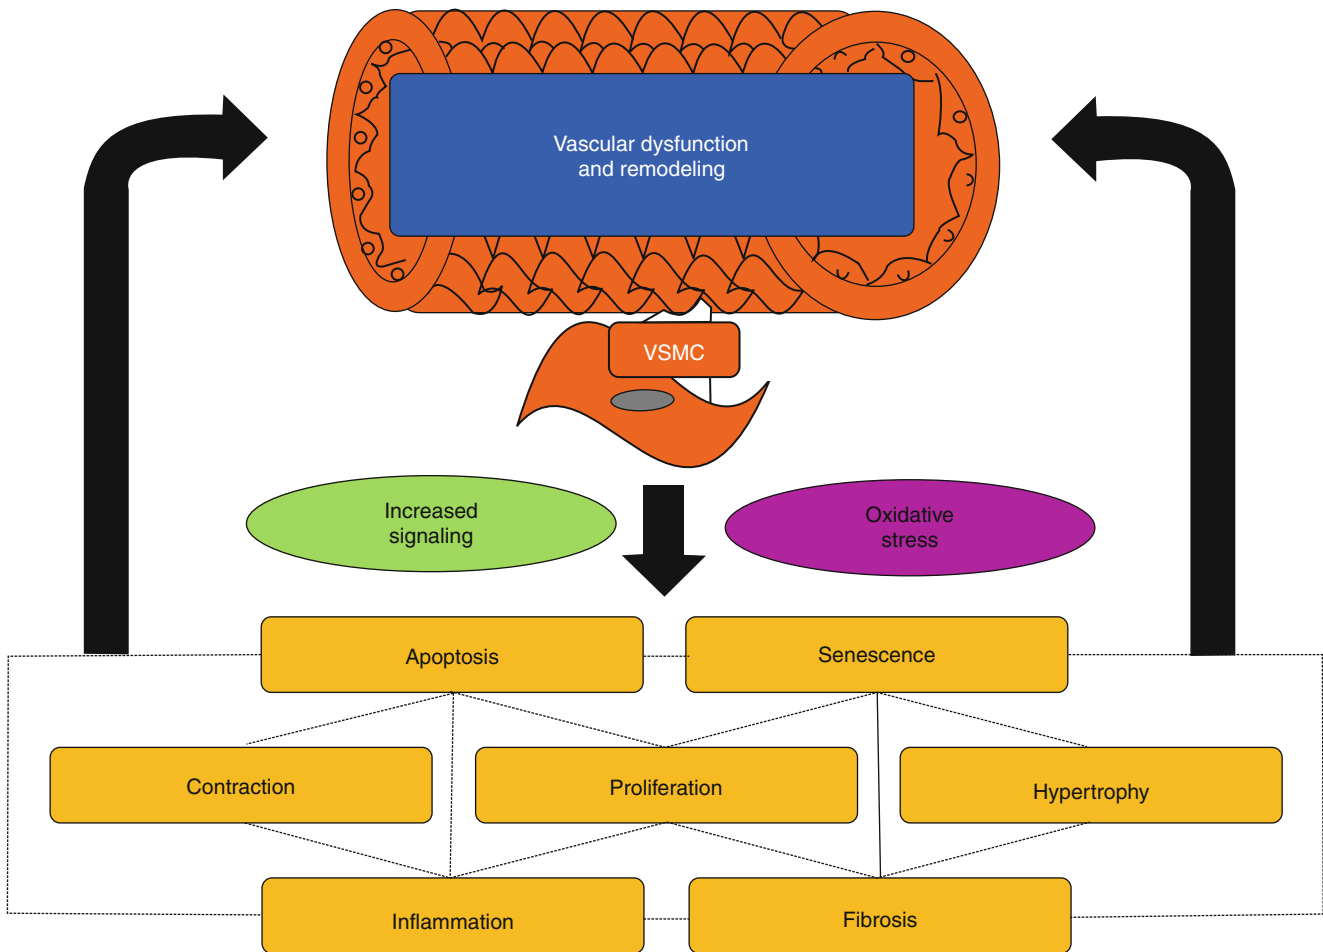 Vascular dysfunction
and remodeling
VSMC
Increased
signaling
Oxidative
stress
Apoptosis
Senescence
Contraction
Proliferation
Hypertrophy
Inflammation
Fibrosis